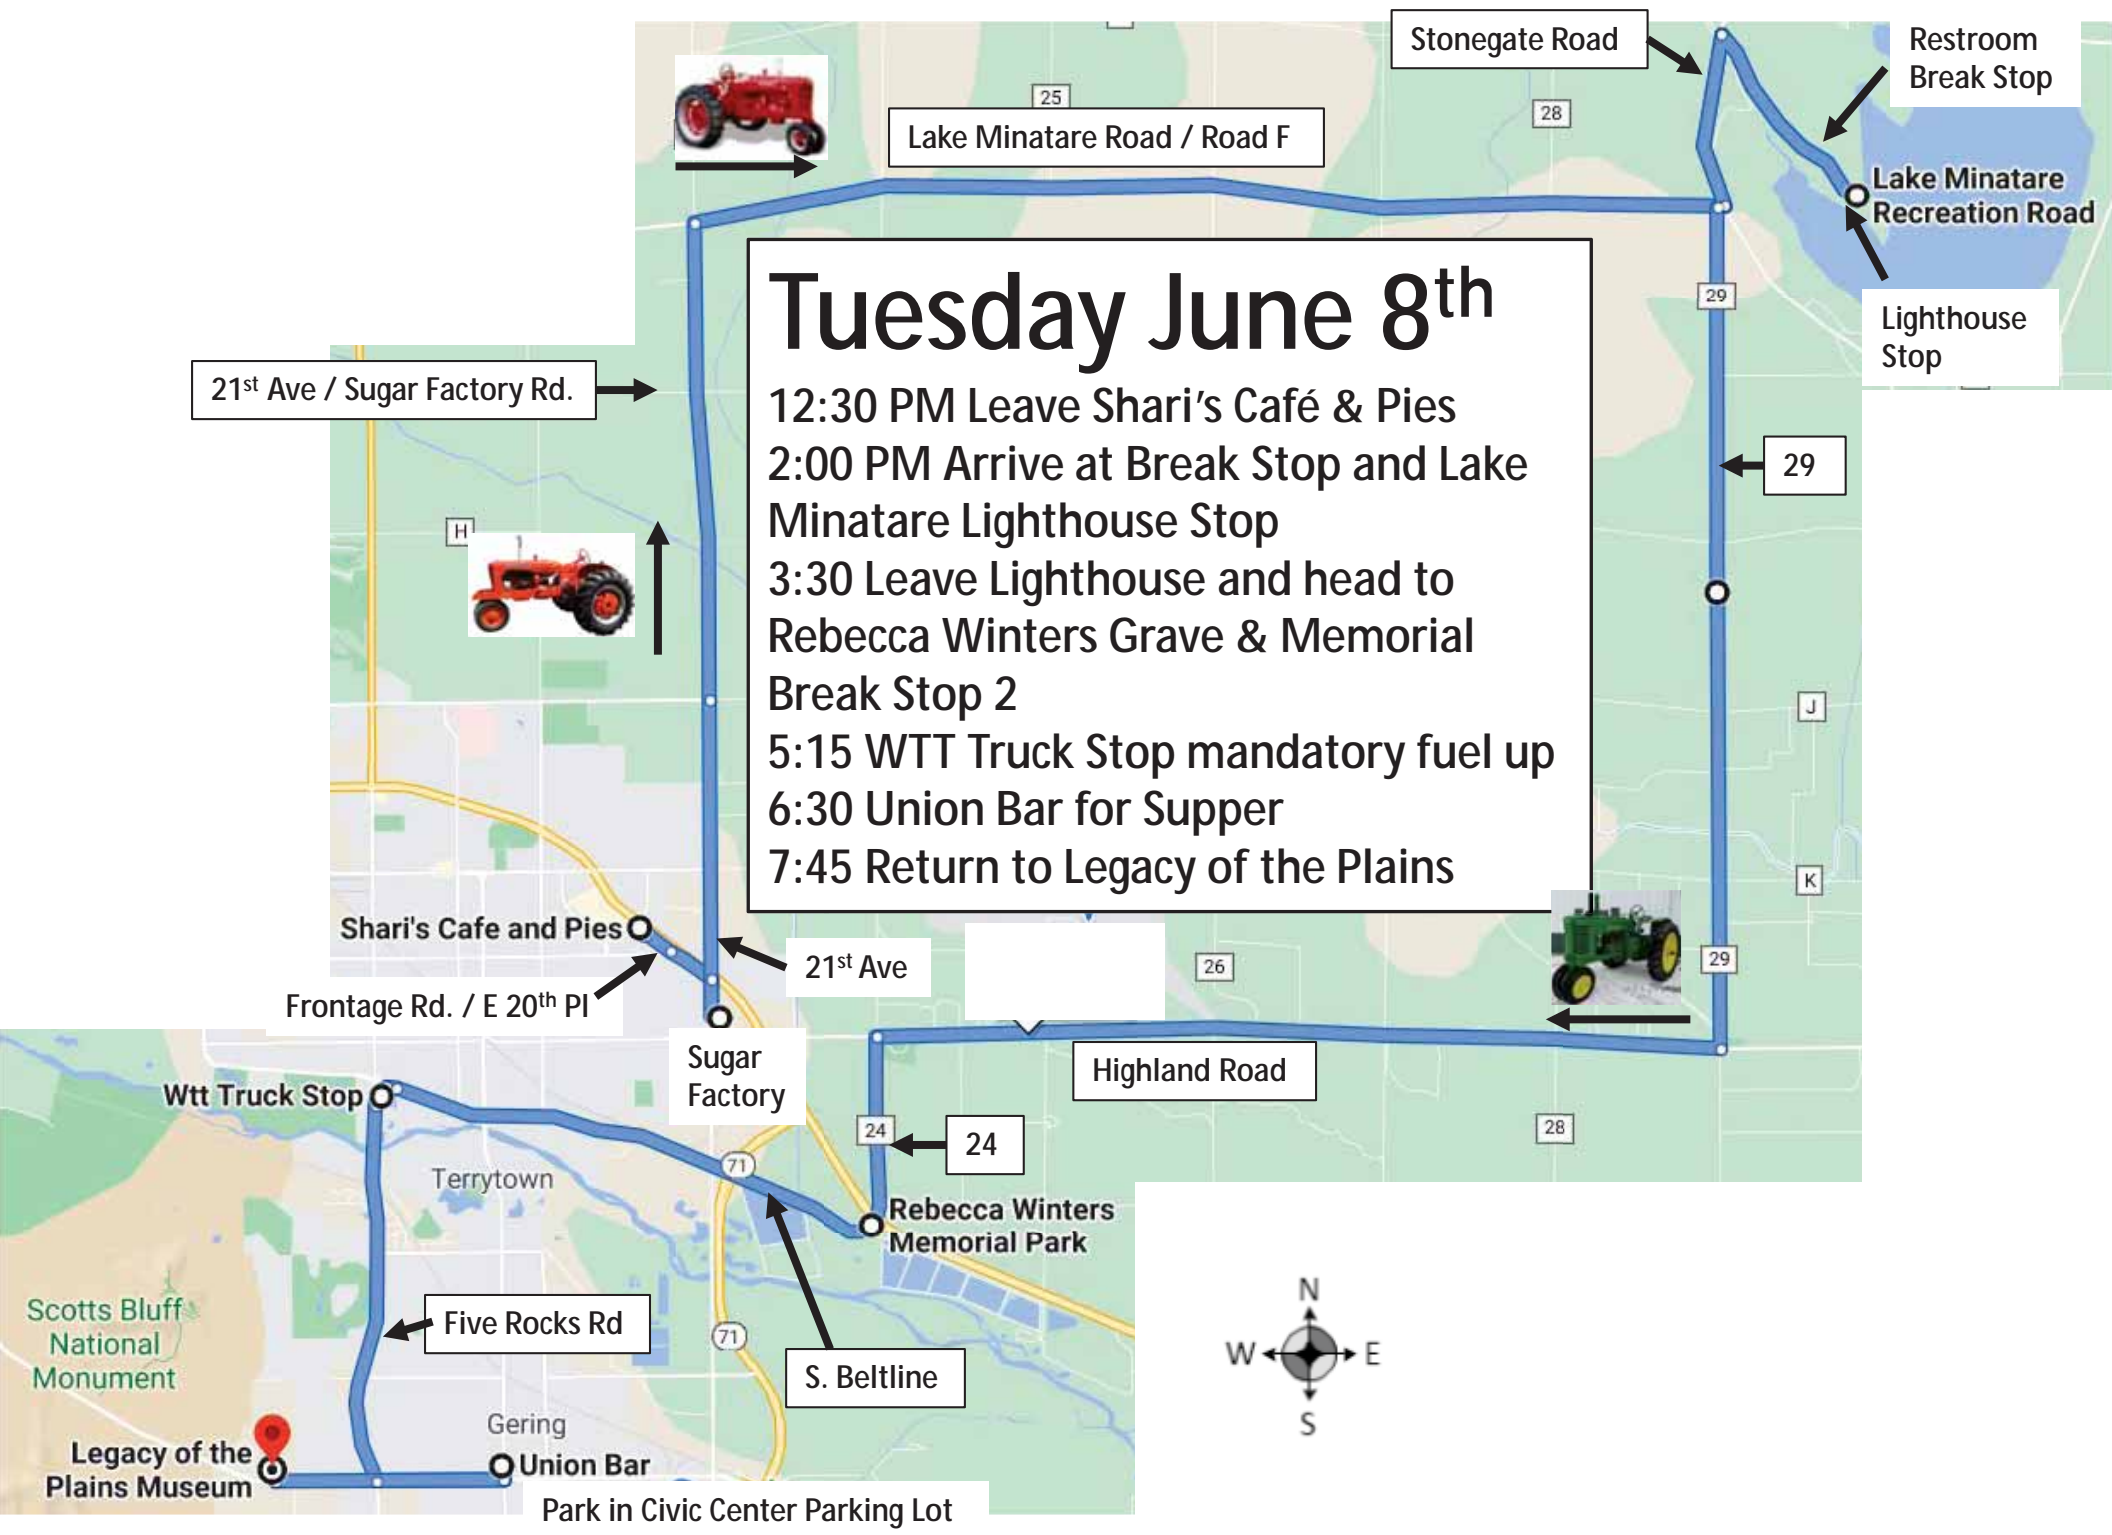 Stonegate Road
Restroom
Break Stop
25
28
Lake Minatare Road / Road F
Lake Minatare
Recreation Road
Tuesday June 8th
12:30 PM Leave Shari's Café & Pies
2:00 PM Arrive at Break Stop and Lake
Minatare Lighthouse Stop
3:30 Leave Lighthouse and head to
Rebecca Winters Grave & Memorial
Break Stop 2
5:15 WTT Truck Stop mandatory fuel up
6:30 Union Bar for Supper
7:45 Return to Legacy of the Plains
29
Lighthouse
Stop
21st Ave / Sugar Factory Rd.
29
H
J
K
Shari's Cafe and Pies
21st Ave
26
29
Frontage Rd. / E 20th Pl
Sugar
Factory
Highland Road
Wtt Truck Stop
24
24
28
71
Terrytown
Rebecca Winters
Memorial Park
Scotts Bluff
National
Monument
Five Rocks Rd
71
S. Beltline
N
W
E
S
Gering
Legacy of the
Plains Museum
Union Bar
Park in Civic Center Parking Lot